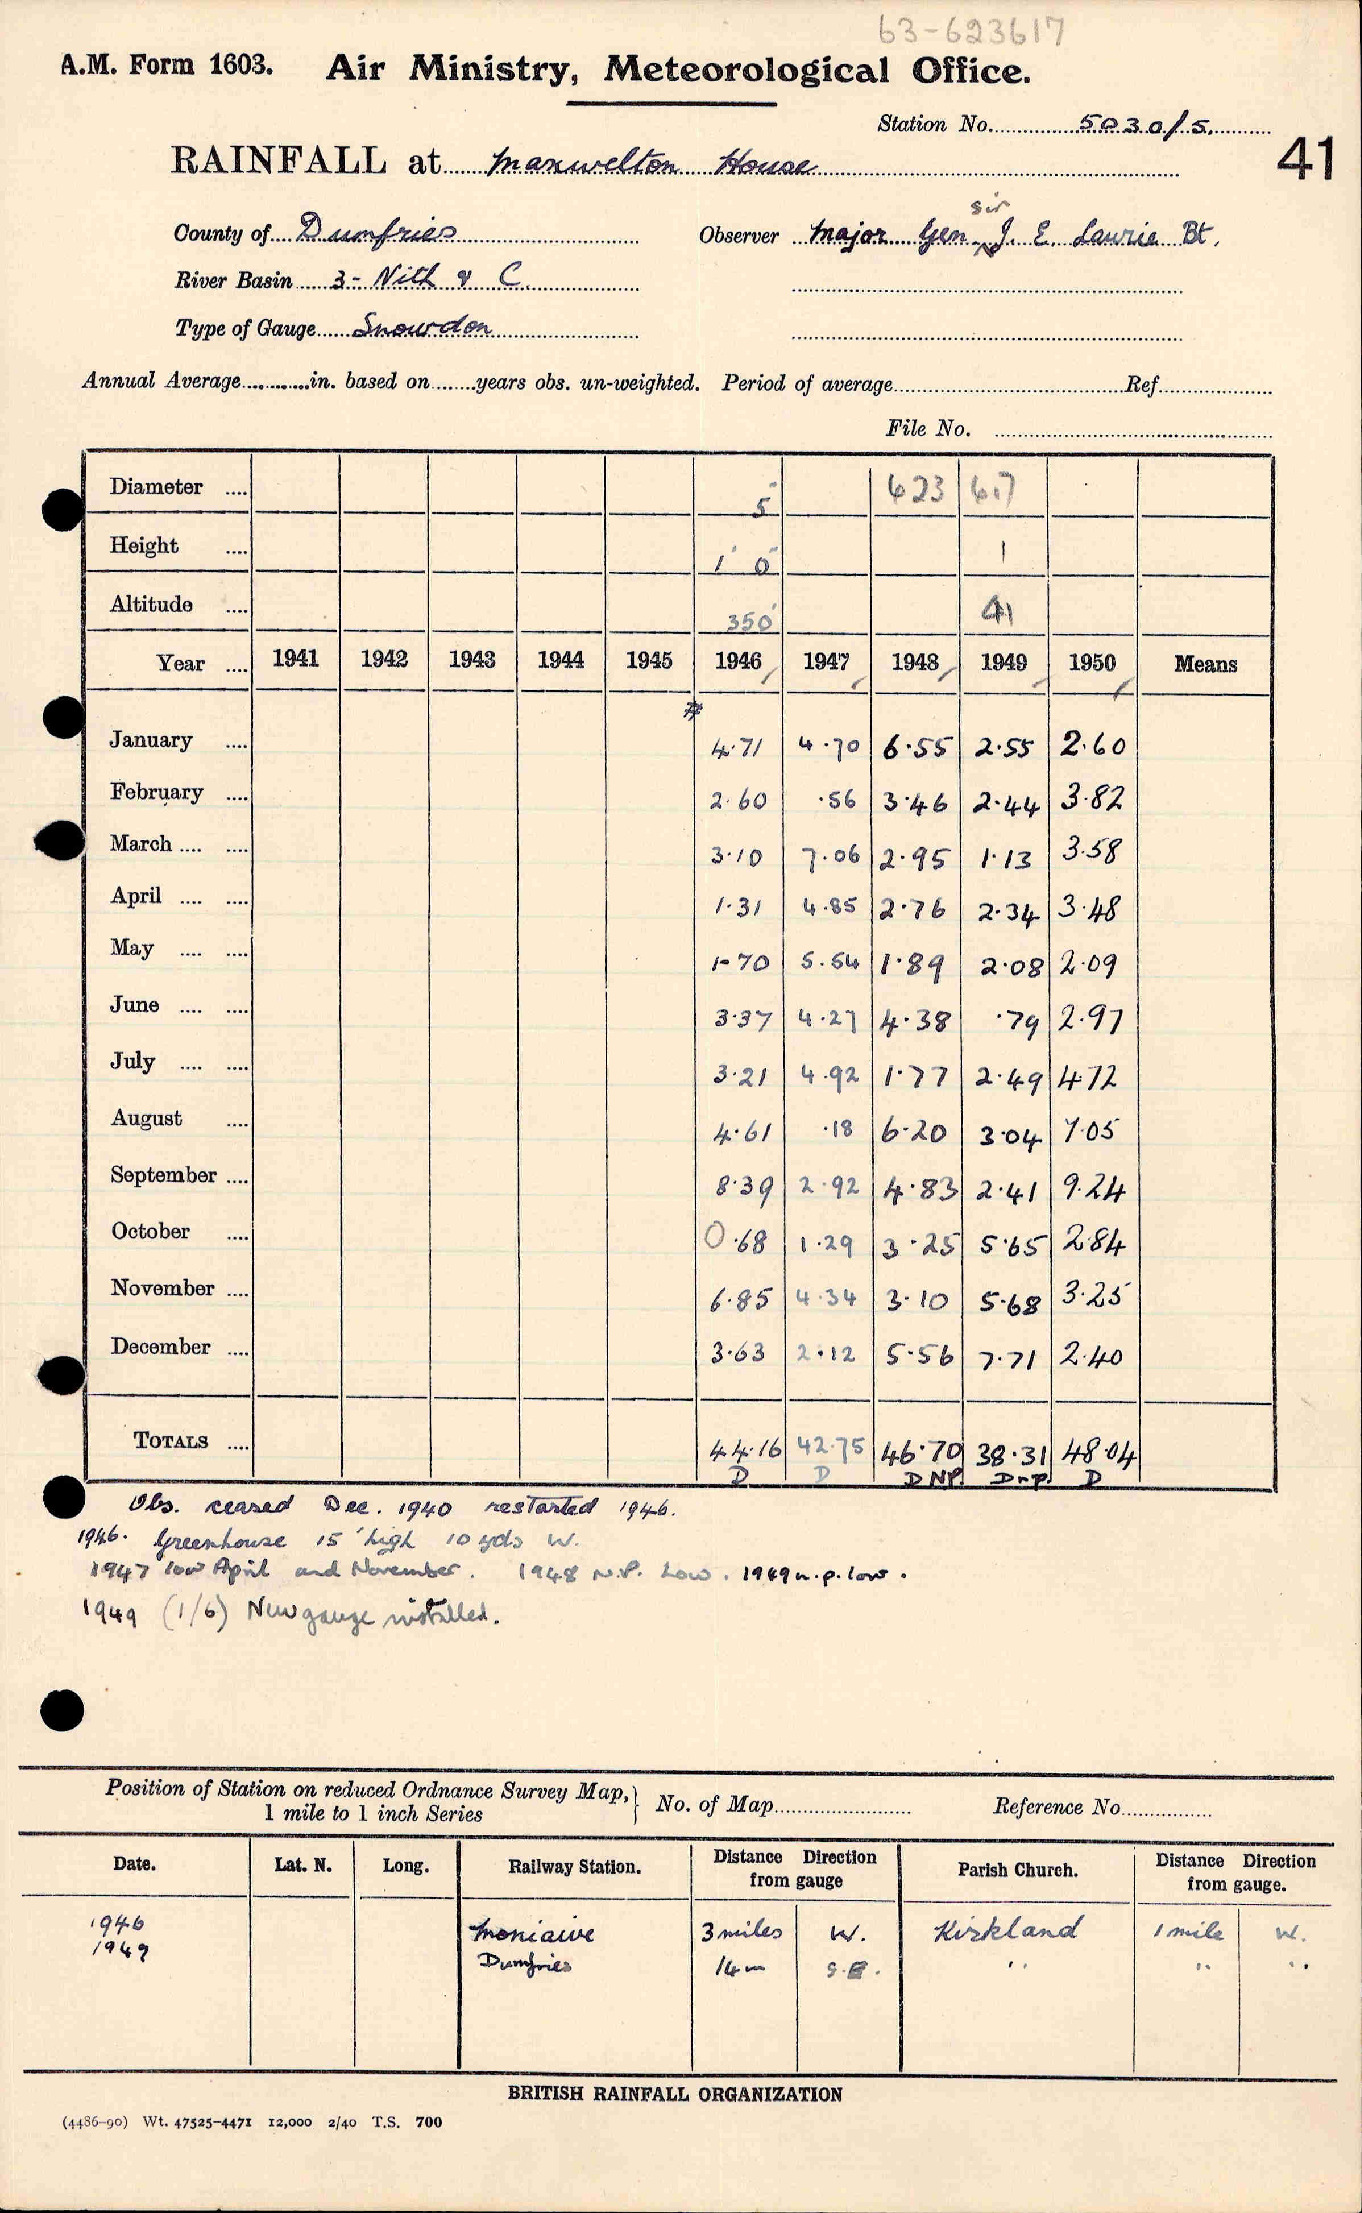 63-623617
A.M. Form 1603. Air Ministry, Meteorological Office.
Station No. 5030/5.
41
RAINFALL at Maxwelton House
County of Dumfries Observer Major Gen Sir J. E. Laurie Bt.
River Basin 3 - Nith & C.
Type of Gauge Snowdon
Annual Average in. based on years obs. un-weighted. Period of average Ref.
File No.
Diameter 5" 623 617
Height 1' 0" 1
Altitude 350' 41
Year 1941 1942 1943 1944 1945 1946 1947 1948 1949 1950 Means
January 4.71 4.70 6.55 2.55 2.60
February 2.60 .56 3.46 2.44 3.82
March 3.10 7.06 2.95 1.13 3.58
April 1.31 4.85 2.76 2.34 3.48
May 1-70 5.54 1.89 2.08 2.09
June 3.37 4.27 4.38 .79 2.97
July 3.21 4.92 1.77 2.49 4.72
August 4.61 .18 6.20 3.04 7.05
September 8.39 2.92 4.83 2.41 9.24
October 0.68 1.29 3.25 5.65 2.84
November 6.85 4.34 3.10 5.68 3.25
December 3.63 2.12 5.56 7.71 2.40
TOTALS 44.16 42.75 46.70 38.31 48.04
D D D NP. D n p. D
Obs. ceased Dec. 1940 restarted 1946.
1946. Greenhouse 15' high 10 yds W.
1947 low April and November. 1948 N.P. Low. 1949 n.p. low.
1949 (1/6) New gauge installed.
Position of Station on reduced Ordnance Survey Map, 1 mile to 1 inch Series } No. of Map Reference No.
Date. Lat. N. Long. Railway Station. Distance Direction from gauge Parish Church. Distance Direction from gauge.
1946 Moniaive 3 miles W. Kirkland 1 mile W.
1949 Dumfries 14 m S.E. " " "
BRITISH RAINFALL ORGANIZATION
(4486-90) Wt. 47525-4471 12,000 2/40 T.S. 700